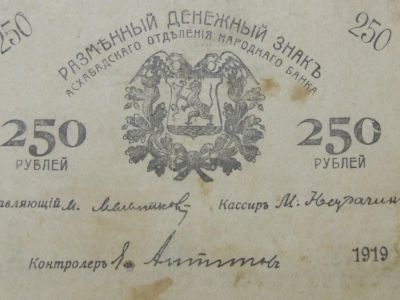 250 250
РАЗМѢННЫЙ ДЕНЕЖНЫЙ ЗНАКЪ
АСХАБАДСКАГО ОТДѢЛЕНІЯ НАРОДНАГО БАНКА
250 250
РУБЛЕЙ РУБЛЕЙ
авляющій М. Кассиръ М.
Контролеръ 1919